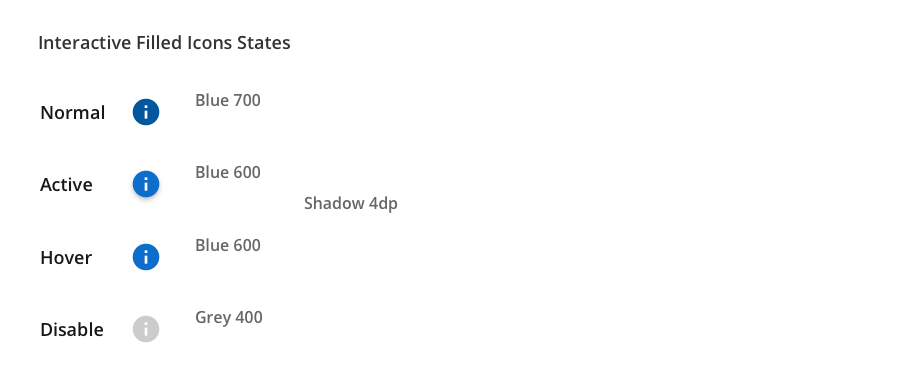 Interactive Filled Icons States
Normal
Blue 700
Active
Blue 600
Shadow 4dp
Hover
Blue 600
Disable
Grey 400